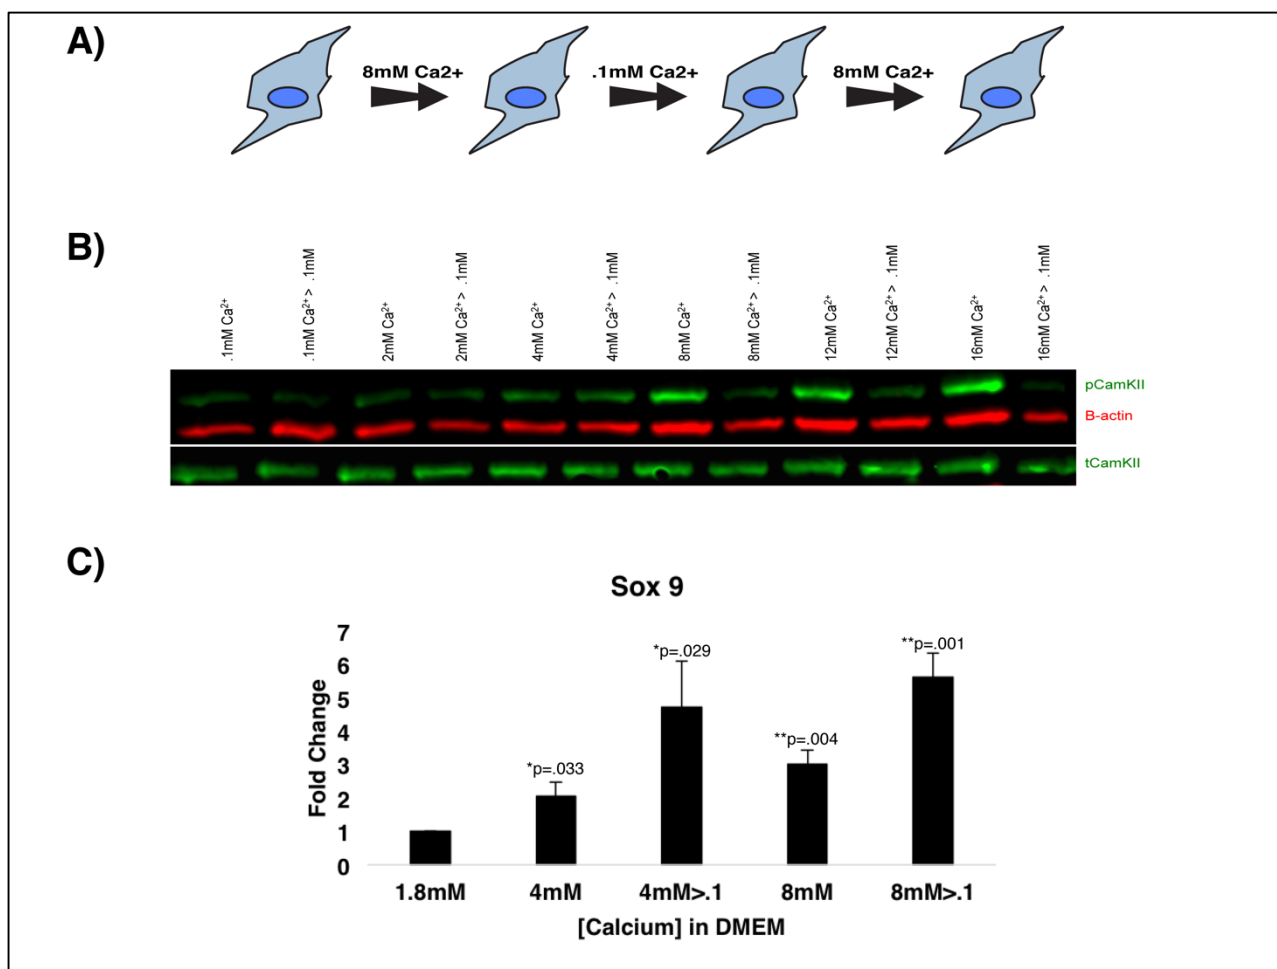 A)
8mM Ca2+ .1mM Ca2+ 8mM Ca2+
B)
.1mM Ca²⁺
.1mM Ca²⁺> .1mM
2mM Ca²⁺
2mM Ca²⁺> .1mM
4mM Ca²⁺
4mM Ca²⁺> .1mM
8mM Ca²⁺
8mM Ca²⁺> .1mM
12mM Ca²⁺
12mM Ca²⁺> .1mM
16mM Ca²⁺
16mM Ca²⁺> .1mM
pCamKII
B-actin
tCamKII
C)
Sox 9
Fold Change
7
6
5
4
3
2
1
0
*p=.033
*p=.029
**p=.004
**p=.001
1.8mM 4mM 4mM>.1 8mM 8mM>.1
[Calcium] in DMEM